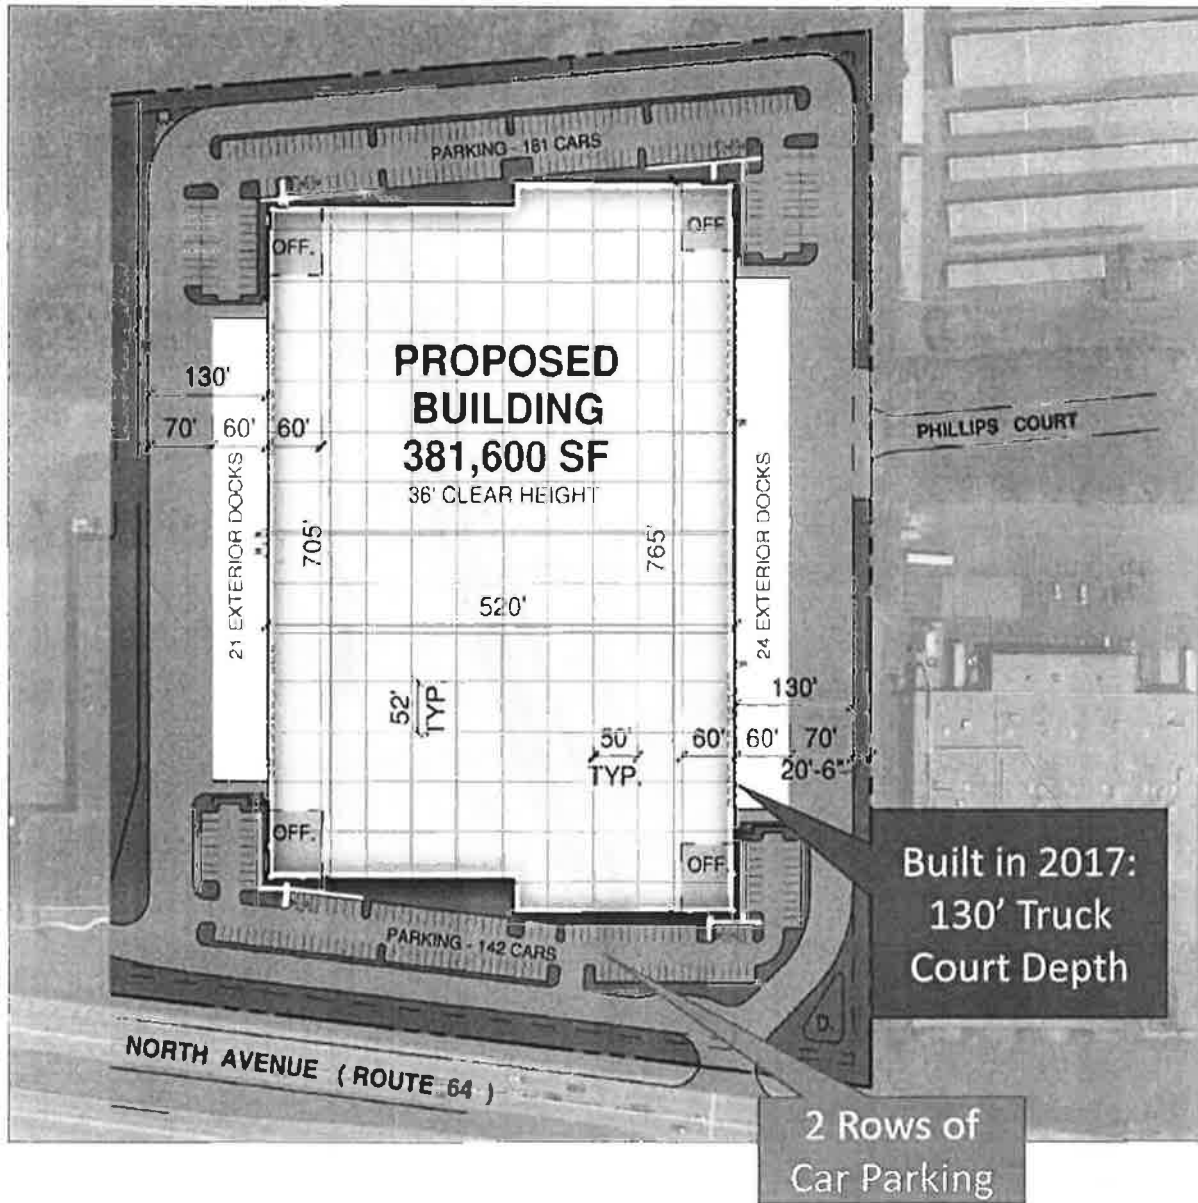 PARKING - 181 CARS
OFF.
OFF.
PROPOSED
BUILDING
381,600 SF
36' CLEAR HEIGHT
130'
70' 60' 60'
PHILLIPS COURT
21 EXTERIOR DOCKS
705'
765'
24 EXTERIOR DOCKS
520'
52'
TYP.
130'
50'
TYP.
60' 60' 70'
20'-6"
OFF.
OFF.
Built in 2017:
130' Truck
Court Depth
PARKING - 142 CARS
D.
NORTH AVENUE ( ROUTE 64 )
2 Rows of
Car Parking